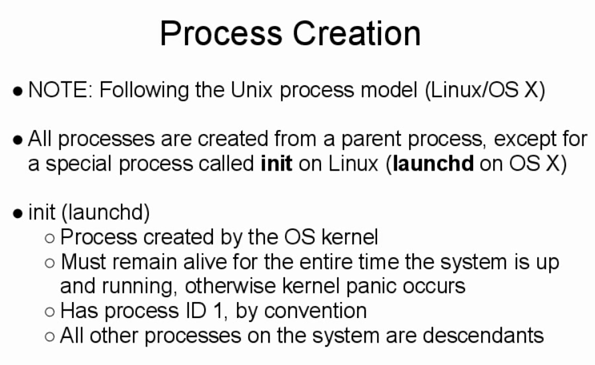 Process Creation
● NOTE: Following the Unix process model (Linux/OS X)
● All processes are created from a parent process, except for
a special process called init on Linux (launchd on OS X)
● init (launchd)
○ Process created by the OS kernel
○ Must remain alive for the entire time the system is up
and running, otherwise kernel panic occurs
○ Has process ID 1, by convention
○ All other processes on the system are descendants